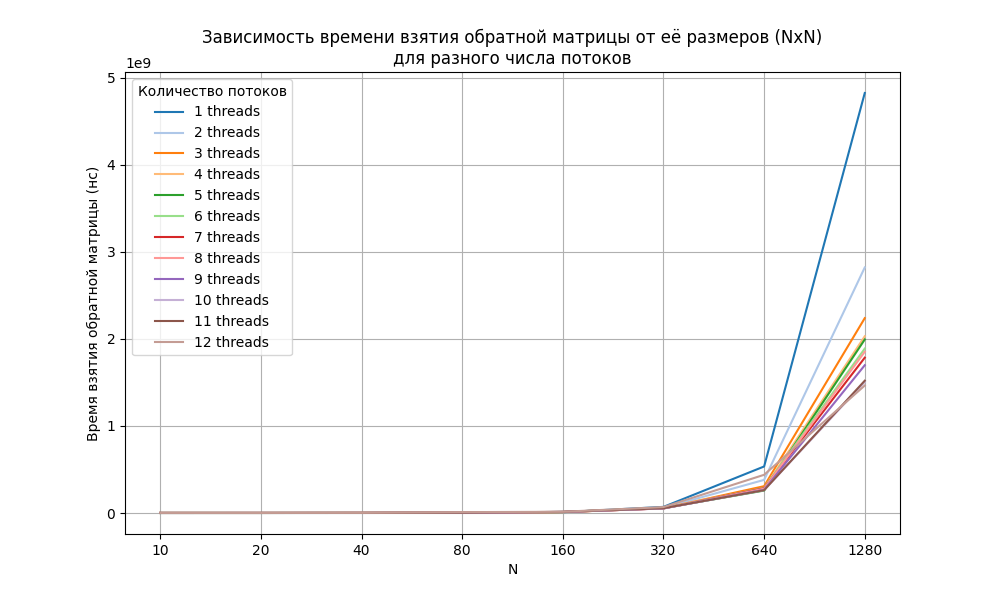 Зависимость времени взятия обратной матрицы от её размеров (NxN)
для разного числа потоков
1e9
Количество потоков
1 threads
2 threads
3 threads
4 threads
5 threads
6 threads
7 threads
8 threads
9 threads
10 threads
11 threads
12 threads
Время взятия обратной матрицы (нс)
5
4
3
2
1
0
10 20 40 80 160 320 640 1280
N